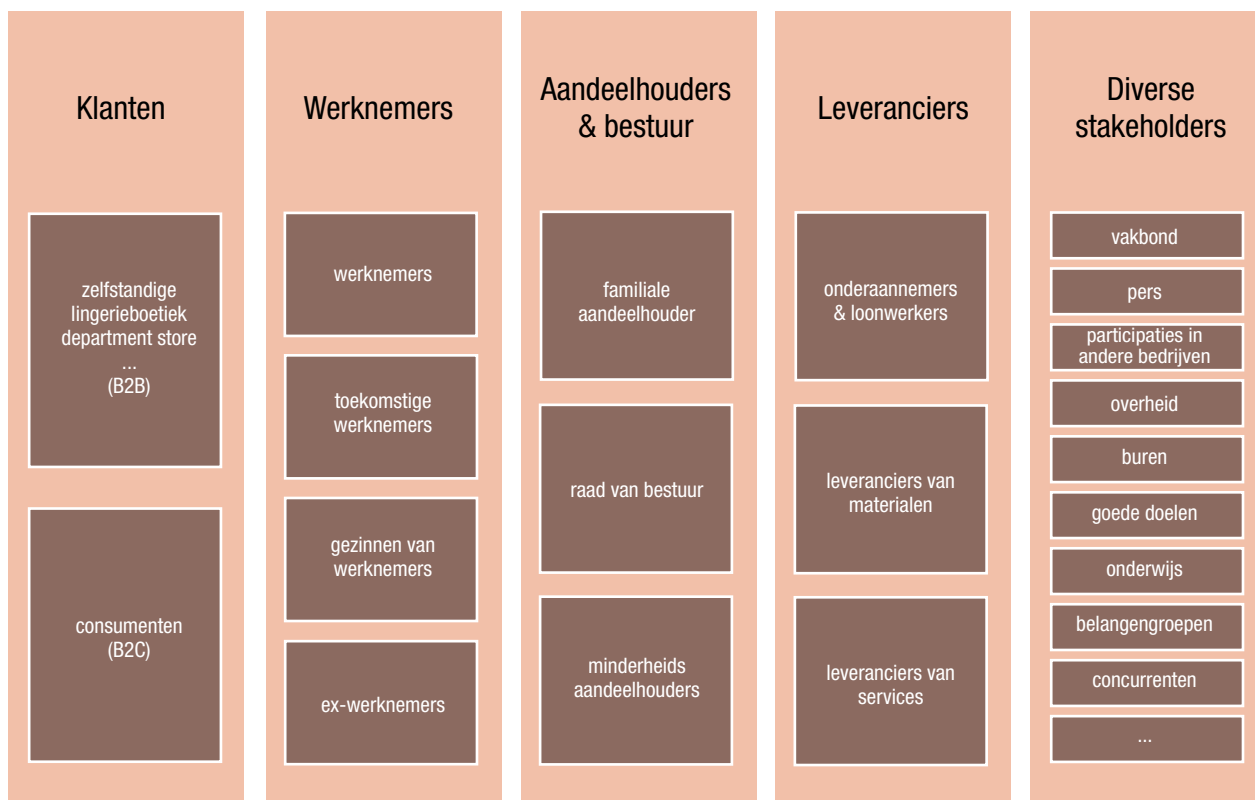 Klanten
zelfstandige
lingerieboetiek
department store
...
(B2B)
consumenten
(B2C)
Werknemers
werknemers
toekomstige
werknemers
gezinnen van
werknemers
ex-werknemers
Aandeelhouders
& bestuur
familiale
aandeelhouder
raad van bestuur
minderheids
aandeelhouders
Leveranciers
onderaannemers
& loonwerkers
leveranciers van
materialen
leveranciers van
services
Diverse
stakeholders
vakbond
pers
participaties in
andere bedrijven
overheid
buren
goede doelen
onderwijs
belangengroepen
concurrenten
...